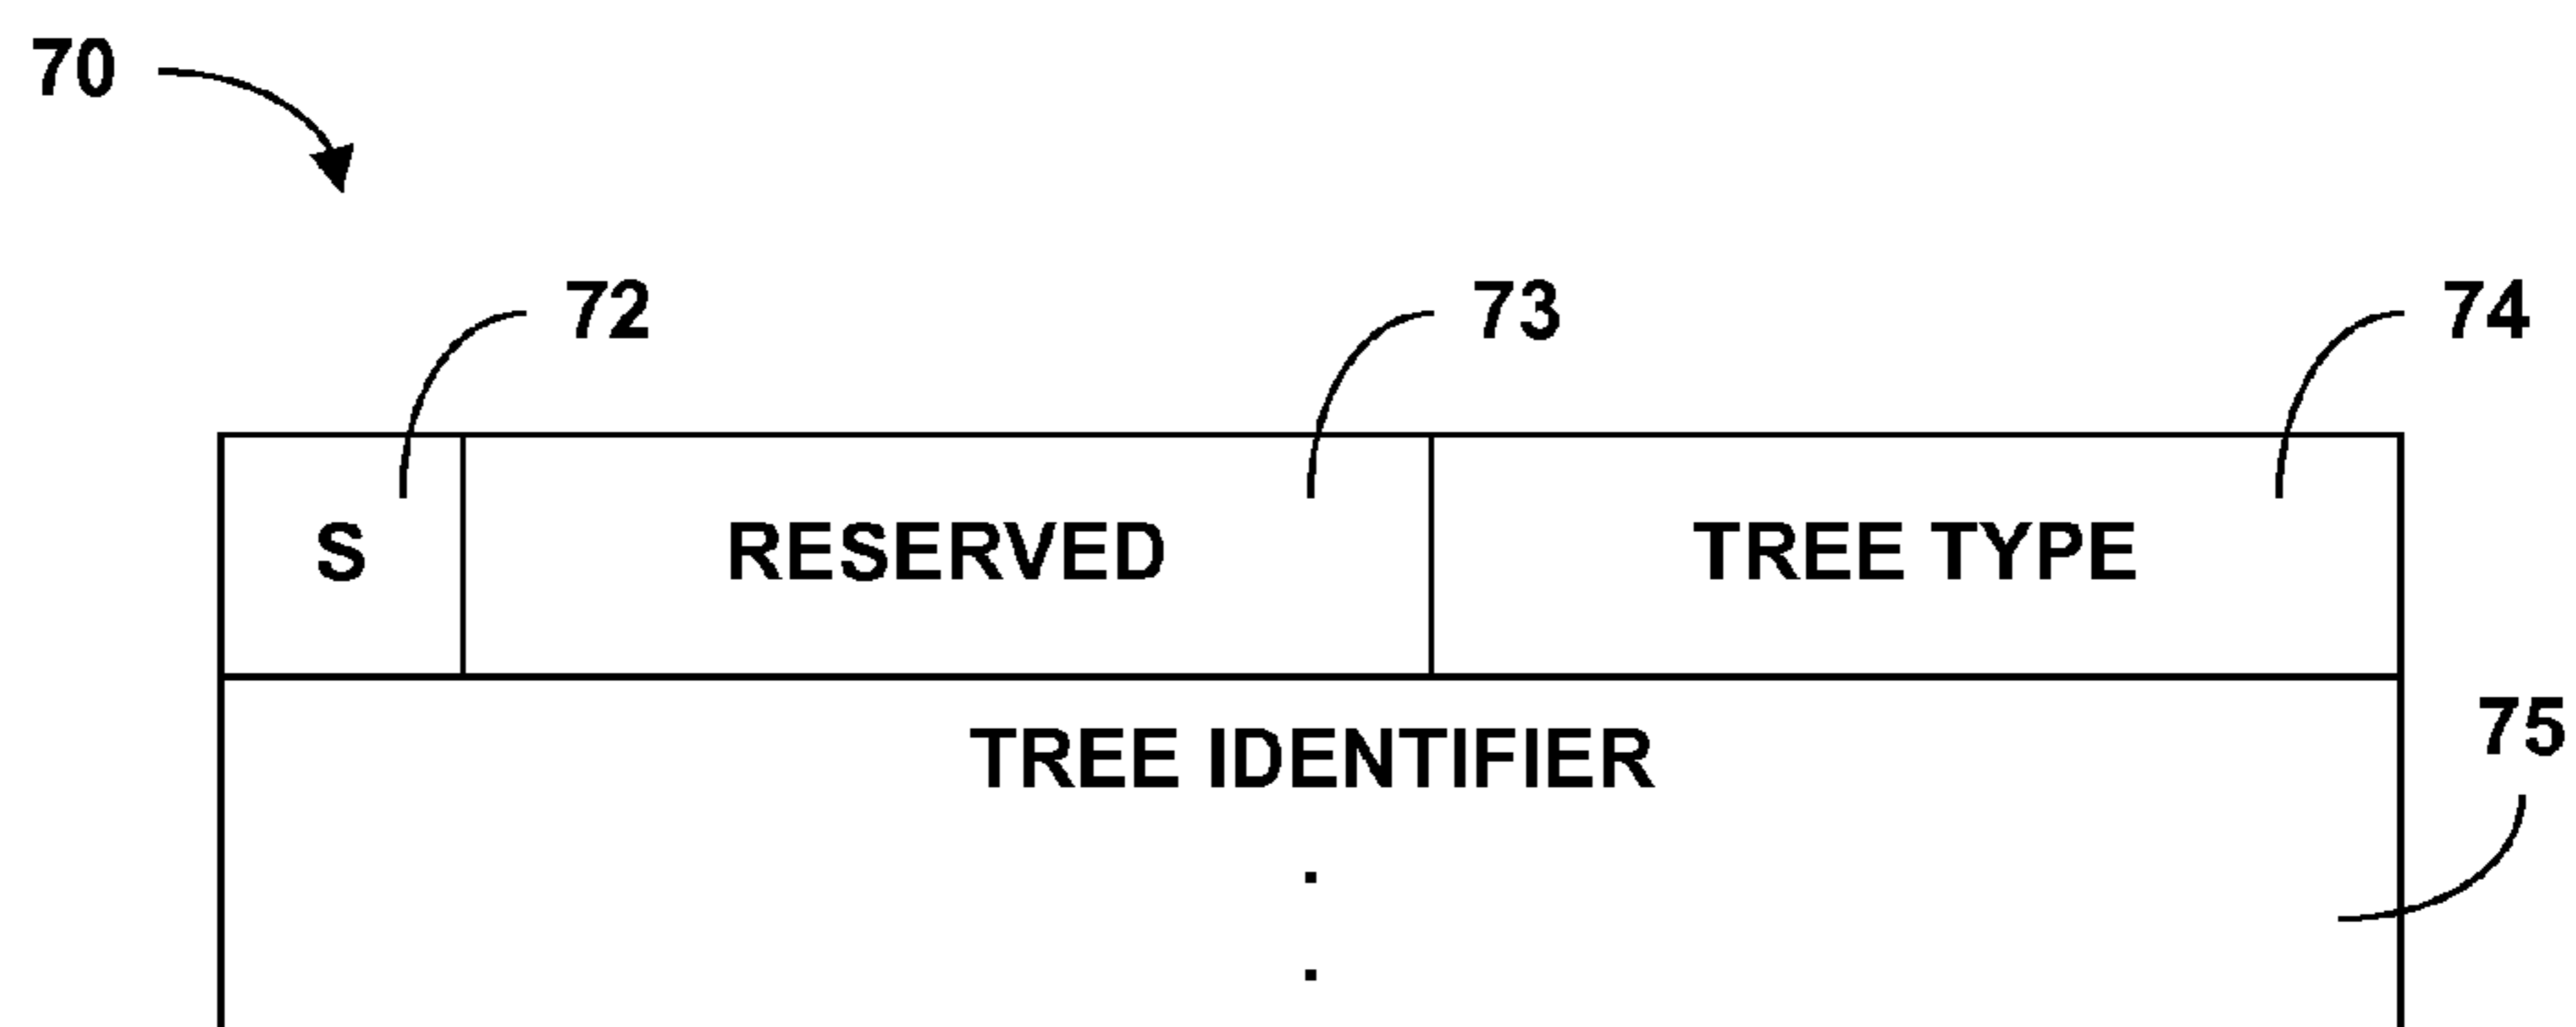 70
72 73 74
S RESERVED TREE TYPE
TREE IDENTIFIER
75